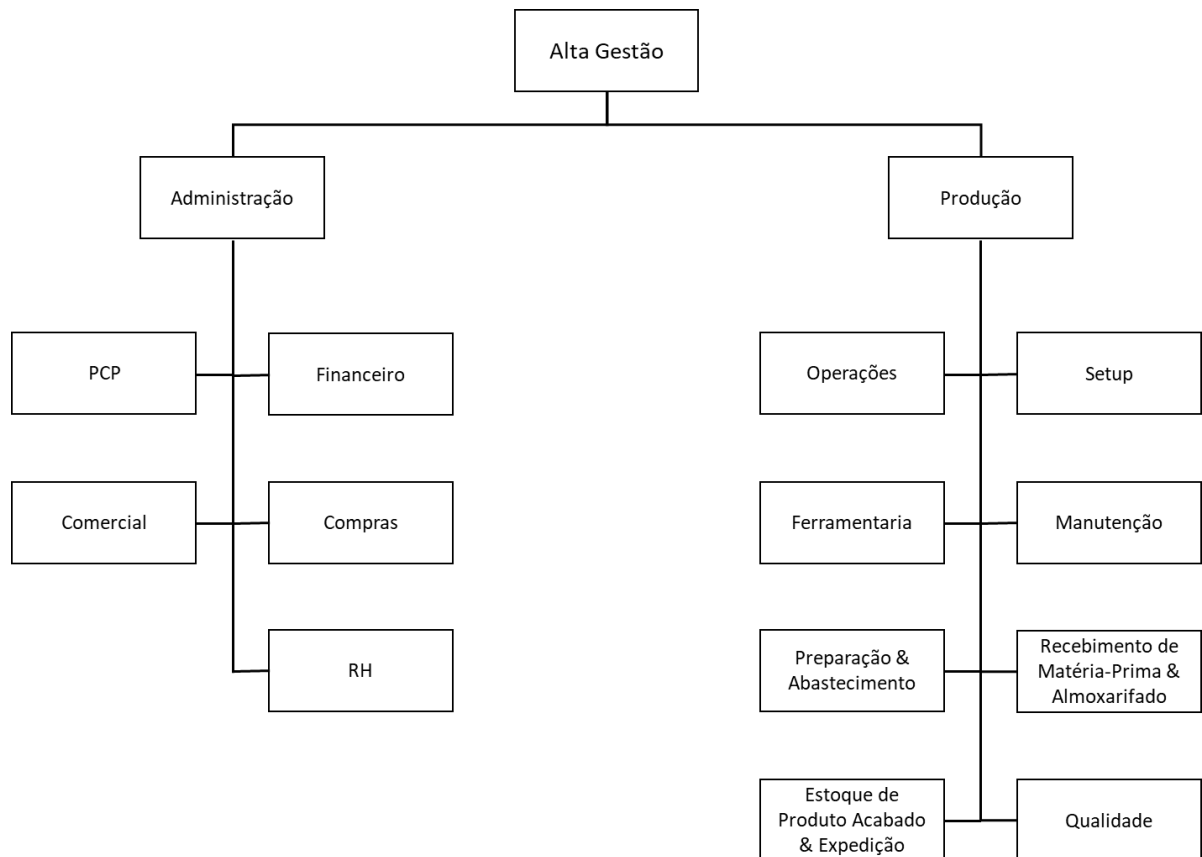 Alta Gestão
Administração
Produção
PCP
Financeiro
Operações
Setup
Comercial
Compras
Ferramentaria
Manutenção
RH
Preparação &
Abastecimento
Recebimento de
Matéria-Prima &
Almoxarifado
Estoque de
Produto Acabado
& Expedição
Qualidade